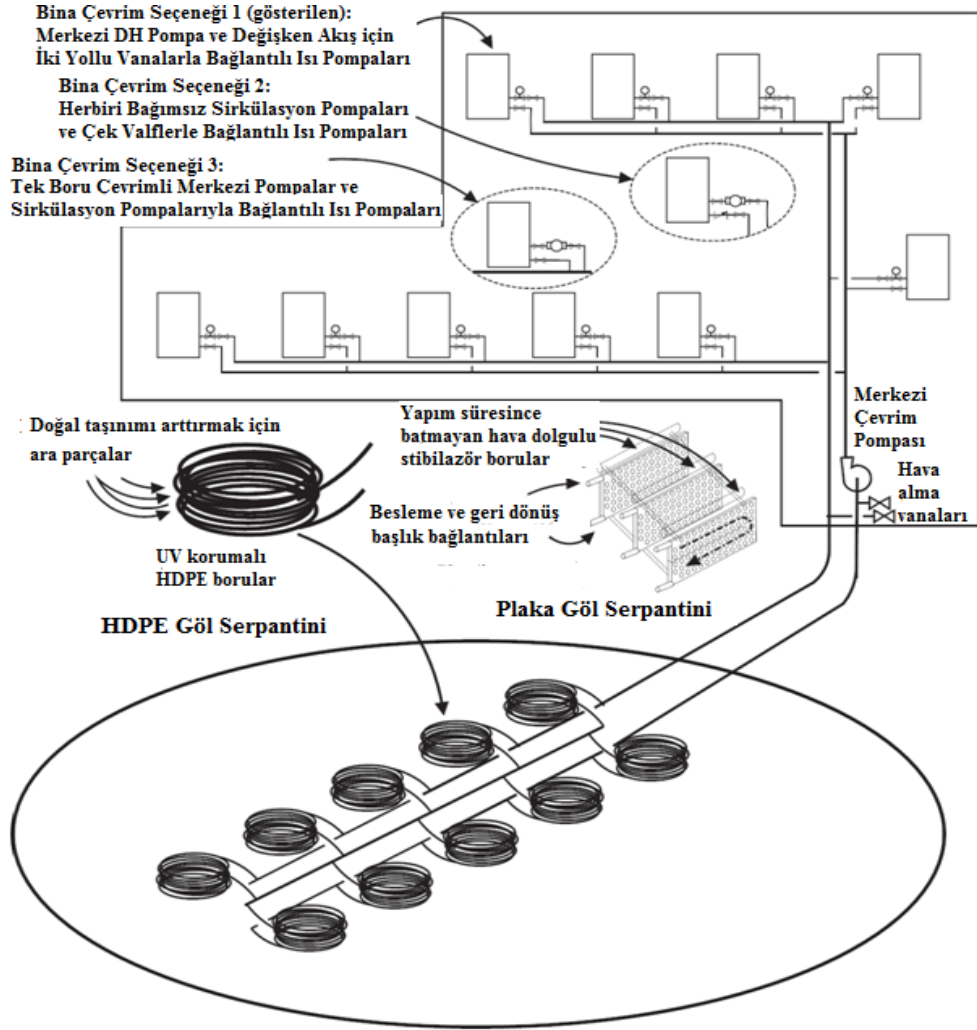 Bina Çevrim Seçeneği 1 (gösterilen):
Merkezi DH Pompa ve Değişken Akış için
İki Yollu Vanalarla Bağlantılı Isı Pompaları
Bina Çevrim Seçeneği 2:
Herbiri Bağımsız Sirkülasyon Pompaları
ve Çek Valflerle Bağlantılı Isı Pompaları
Bina Çevrim Seçeneği 3:
Tek Boru Cevrimli Merkezi Pompalar ve
Sirkülasyon Pompalarıyla Bağlantılı Isı Pompaları
Doğal taşınımı arttırmak için
ara parçalar
UV korumalı
HDPE borular
HDPE Göl Serpantini
Yapım süresince
batmayan hava dolgulu
stibilazör borular
Besleme ve geri dönüş
başlık bağlantıları
Plaka Göl Serpantini
Merkezi
Çevrim
Pompası
Hava
alma
vanaları